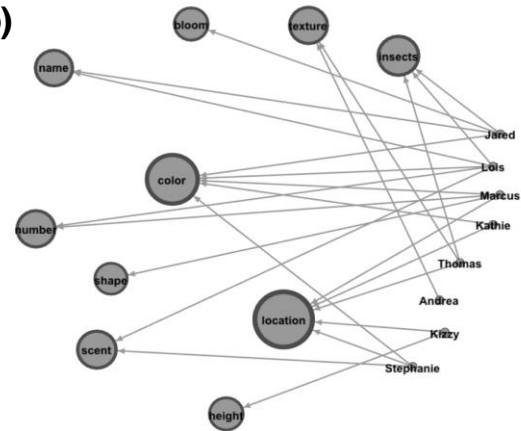 )
bloom
texture
insects
name
Jared
Lois
color
Marcus
Kathie
number
Thomas
shape
Andrea
location
Kizzy
scent
Stephanie
height